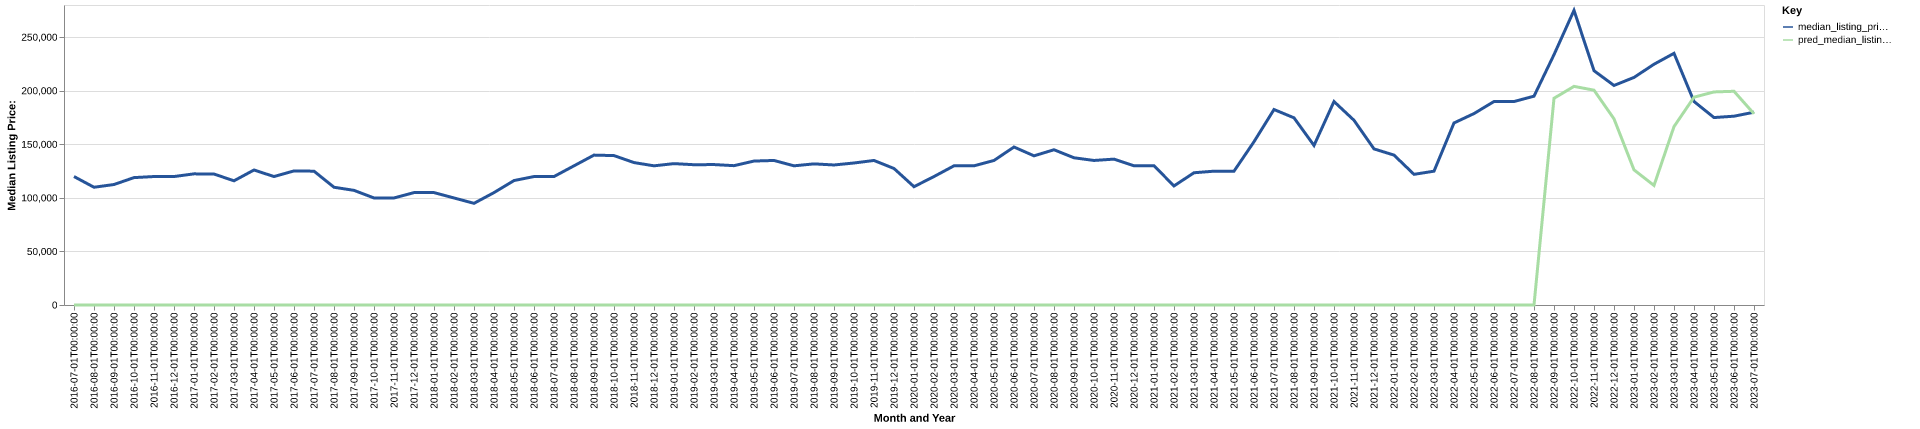 Key
median_listing_pri…
pred_median_listin…
Median Listing Price:
250,000
200,000
150,000
100,000
50,000
0
2016-07-01T00:00:00
2016-08-01T00:00:00
2016-09-01T00:00:00
2016-10-01T00:00:00
2016-11-01T00:00:00
2016-12-01T00:00:00
2017-01-01T00:00:00
2017-02-01T00:00:00
2017-03-01T00:00:00
2017-04-01T00:00:00
2017-05-01T00:00:00
2017-06-01T00:00:00
2017-07-01T00:00:00
2017-08-01T00:00:00
2017-09-01T00:00:00
2017-10-01T00:00:00
2017-11-01T00:00:00
2017-12-01T00:00:00
2018-01-01T00:00:00
2018-02-01T00:00:00
2018-03-01T00:00:00
2018-04-01T00:00:00
2018-05-01T00:00:00
2018-06-01T00:00:00
2018-07-01T00:00:00
2018-08-01T00:00:00
2018-09-01T00:00:00
2018-10-01T00:00:00
2018-11-01T00:00:00
2018-12-01T00:00:00
2019-01-01T00:00:00
2019-02-01T00:00:00
2019-03-01T00:00:00
2019-04-01T00:00:00
2019-05-01T00:00:00
2019-06-01T00:00:00
2019-07-01T00:00:00
2019-08-01T00:00:00
2019-09-01T00:00:00
2019-10-01T00:00:00
2019-11-01T00:00:00
2019-12-01T00:00:00
2020-01-01T00:00:00
2020-02-01T00:00:00
2020-03-01T00:00:00
2020-04-01T00:00:00
2020-05-01T00:00:00
2020-06-01T00:00:00
2020-07-01T00:00:00
2020-08-01T00:00:00
2020-09-01T00:00:00
2020-10-01T00:00:00
2020-11-01T00:00:00
2020-12-01T00:00:00
2021-01-01T00:00:00
2021-02-01T00:00:00
2021-03-01T00:00:00
2021-04-01T00:00:00
2021-05-01T00:00:00
2021-06-01T00:00:00
2021-07-01T00:00:00
2021-08-01T00:00:00
2021-09-01T00:00:00
2021-10-01T00:00:00
2021-11-01T00:00:00
2021-12-01T00:00:00
2022-01-01T00:00:00
2022-02-01T00:00:00
2022-03-01T00:00:00
2022-04-01T00:00:00
2022-05-01T00:00:00
2022-06-01T00:00:00
2022-07-01T00:00:00
2022-08-01T00:00:00
2022-09-01T00:00:00
2022-10-01T00:00:00
2022-11-01T00:00:00
2022-12-01T00:00:00
2023-01-01T00:00:00
2023-02-01T00:00:00
2023-03-01T00:00:00
2023-04-01T00:00:00
2023-05-01T00:00:00
2023-06-01T00:00:00
2023-07-01T00:00:00
Month and Year